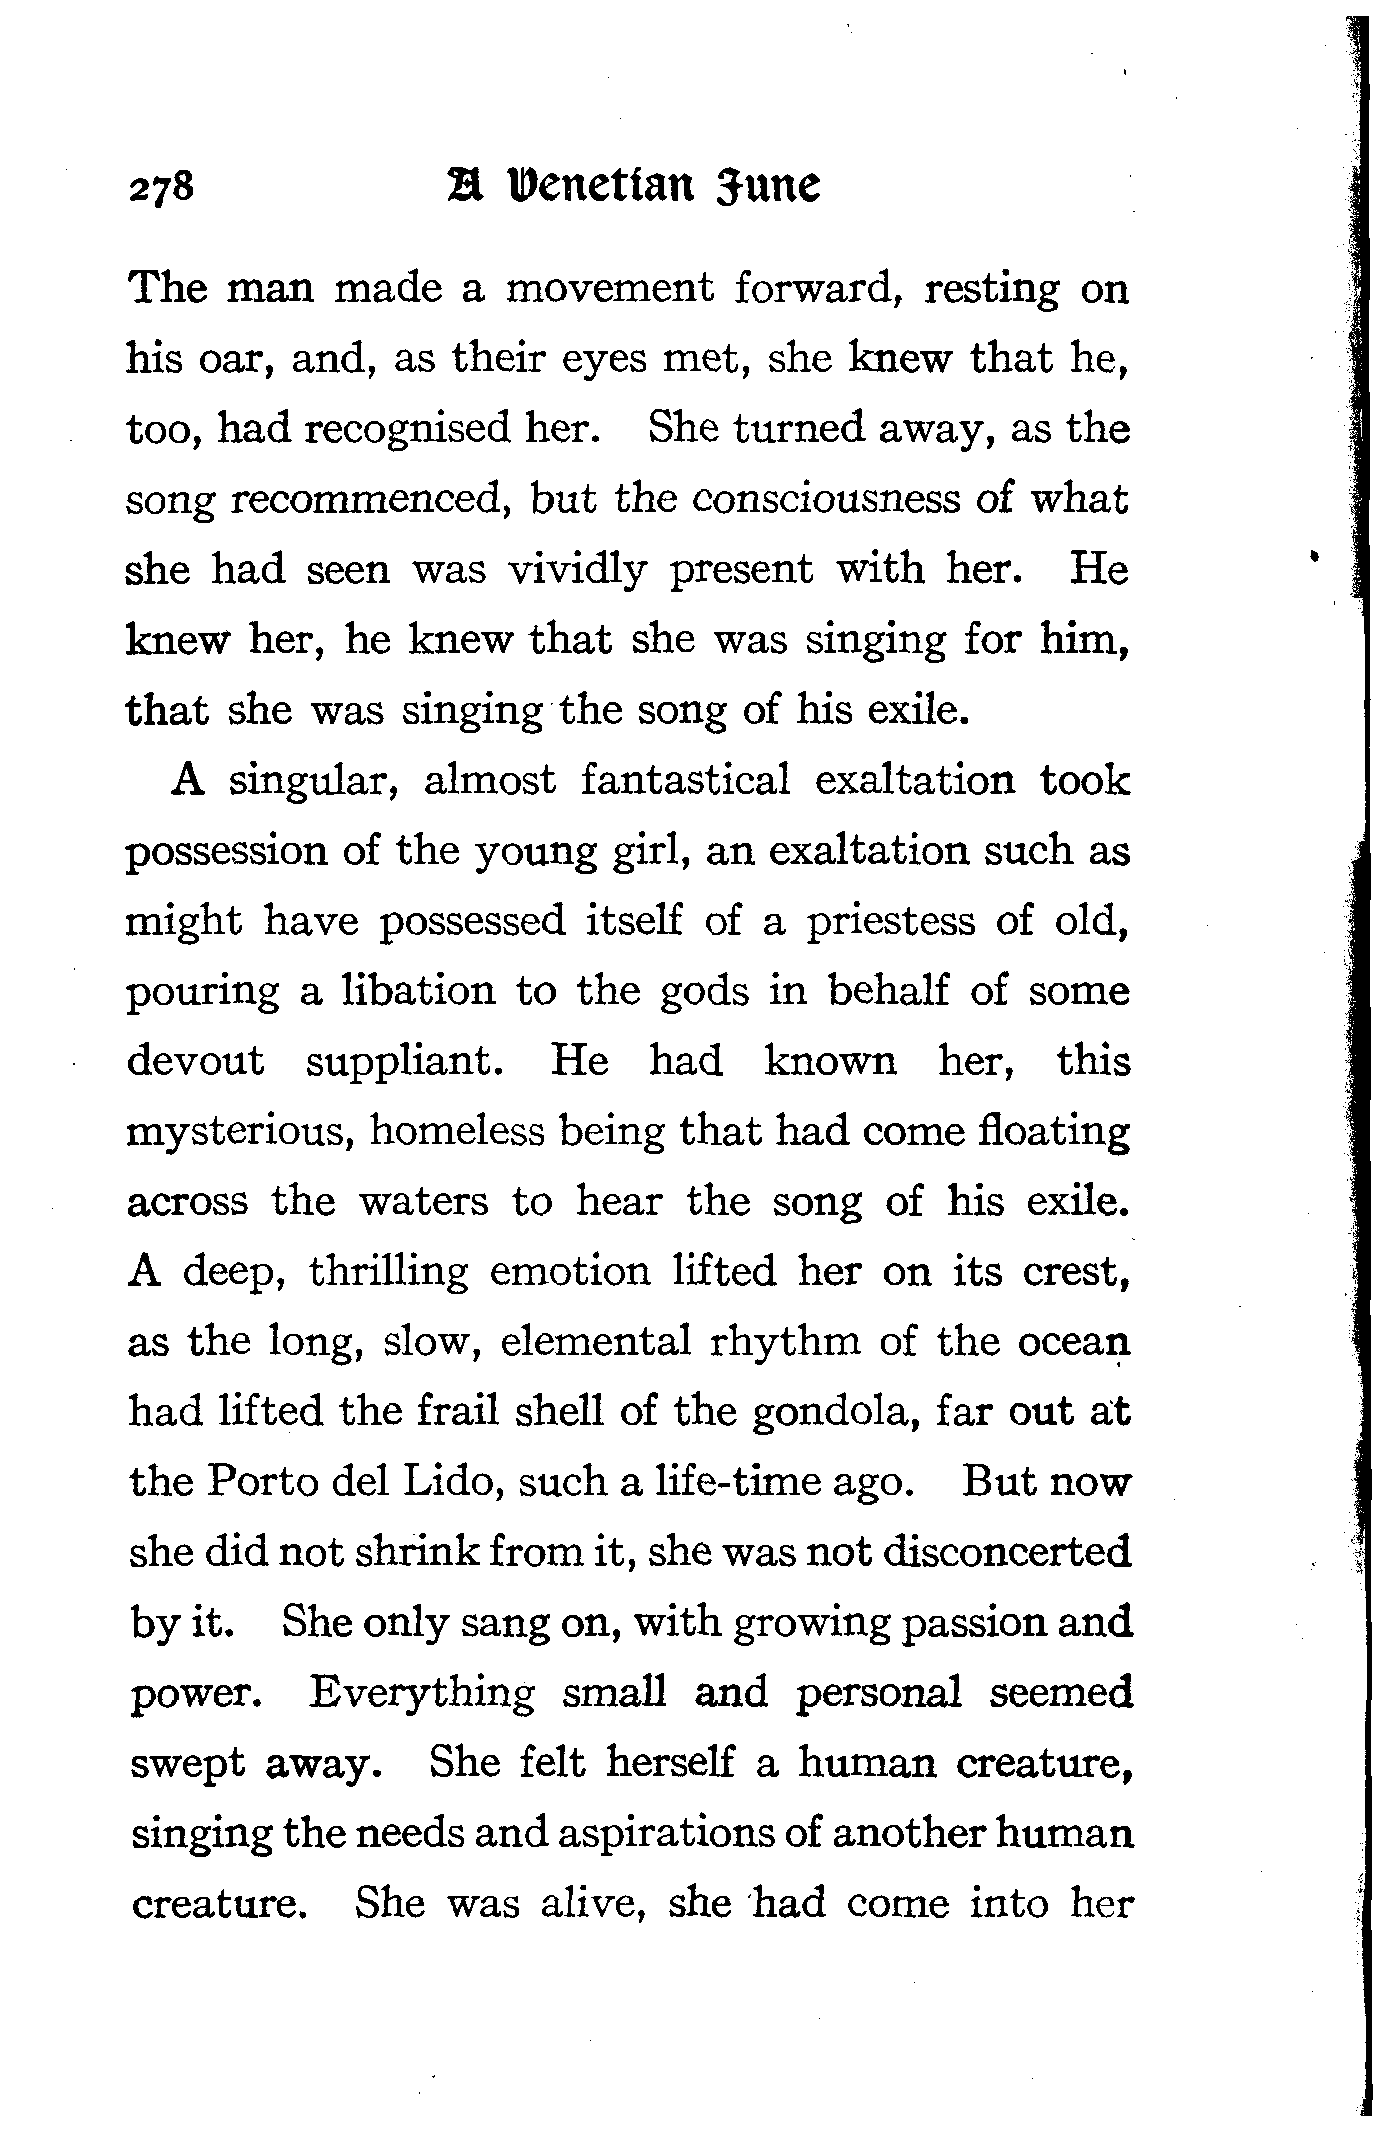 278 A Venetian June
The man made a movement forward, resting on
his oar, and, as their eyes met, she knew that he,
too, had recognised her. She turned away, as the
song recommenced, but the consciousness of what
she had seen was vividly present with her. He
knew her, he knew that she was singing for him,
that she was singing the song of his exile.
A singular, almost fantastical exaltation took
possession of the young girl, an exaltation such as
might have possessed itself of a priestess of old,
pouring a libation to the gods in behalf of some
devout suppliant. He had known her, this
mysterious, homeless being that had come floating
across the waters to hear the song of his exile.
A deep, thrilling emotion lifted her on its crest,
as the long, slow, elemental rhythm of the ocean
had lifted the frail shell of the gondola, far out at
the Porto del Lido, such a life-time ago. But now
she did not shrink from it, she was not disconcerted
by it. She only sang on, with growing passion and
power. Everything small and personal seemed
swept away. She felt herself a human creature,
singing the needs and aspirations of another human
creature. She was alive, she had come into her